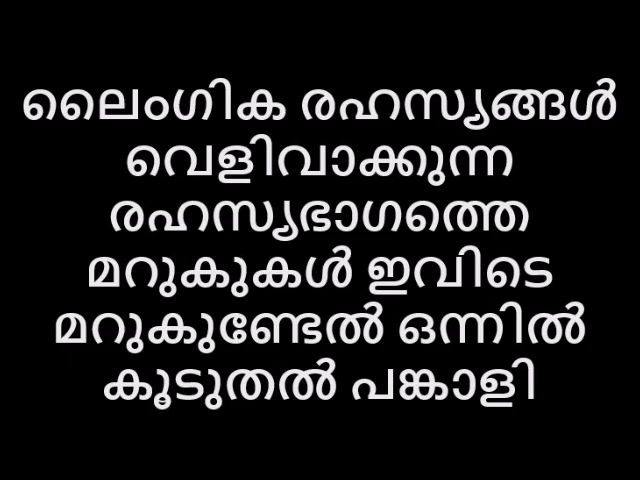 ലൈംഗിക രഹസ്യങ്ങൾ
വെളിവാക്കുന്ന
രഹസ്യഭാഗത്തെ
മറുകുകൾ ഇവിടെ
മറുകുണ്ടേൽ ഒന്നിൽ
കൂടുതൽ പങ്കാളി